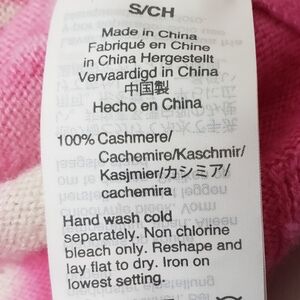 S/CH
Made in China
Fabriqué en Chine
in China Hergestellt
Vervaardigd in China
中国製
Hecho en China
100% Cashmere/
Cachemire/Kaschmir/
Kasjmier/カシミア/
cachemira
Hand wash cold
separately. Non chlorine
bleach only. Reshape and
lay flat to dry. Iron on
lowest setting.